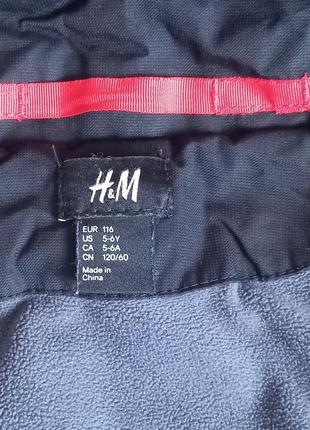 H&M
EUR 116
US 5-6Y
CA 5-6A
CN 120/60
Made in
China